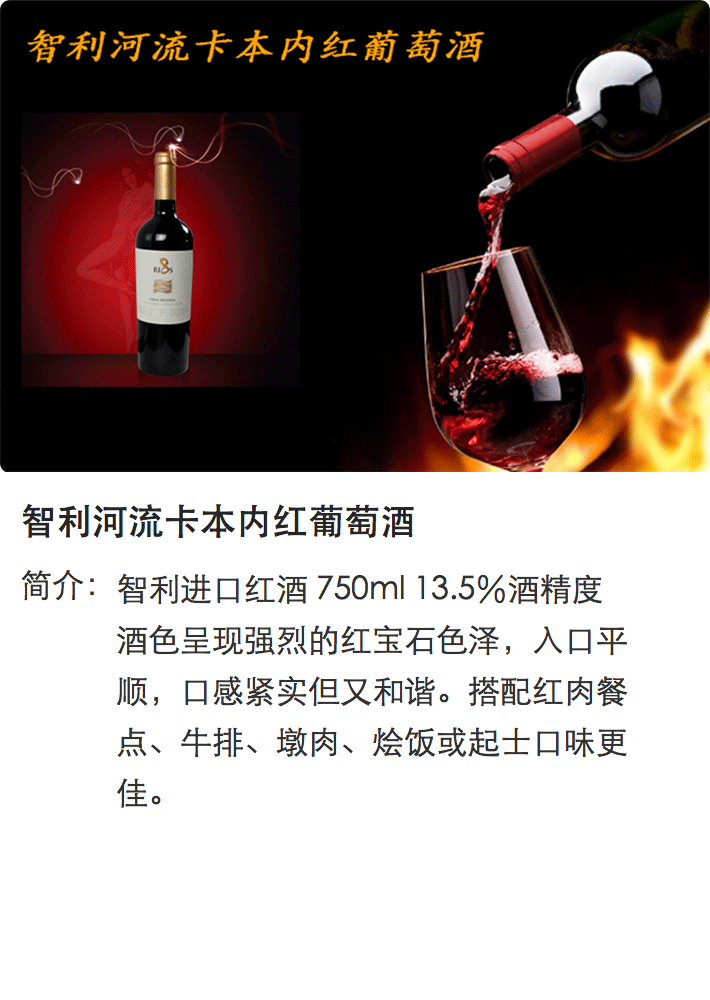 智利河流卡本内红葡萄酒
RI8S
智利河流卡本内红葡萄酒
简介：智利进口红酒 750ml 13.5%酒精度
酒色呈现强烈的红宝石色泽，入口平
顺，口感紧实但又和谐。搭配红肉餐
点、牛排、墩肉、烩饭或起士口味更
佳。